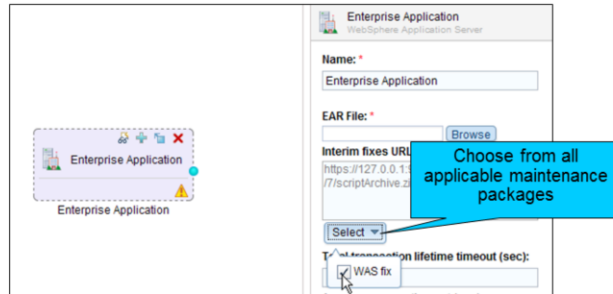 Enterprise Application
Enterprise Application
Enterprise Application
WebSphere Application Server
Name: *
Enterprise Application
EAR File: *
Browse
Interim fixes URL
https://127.0.0.1:
/7/scriptArchive.zi
Choose from all
applicable maintenance
packages
Select
transaction lifetime timeout (sec):
WAS fix